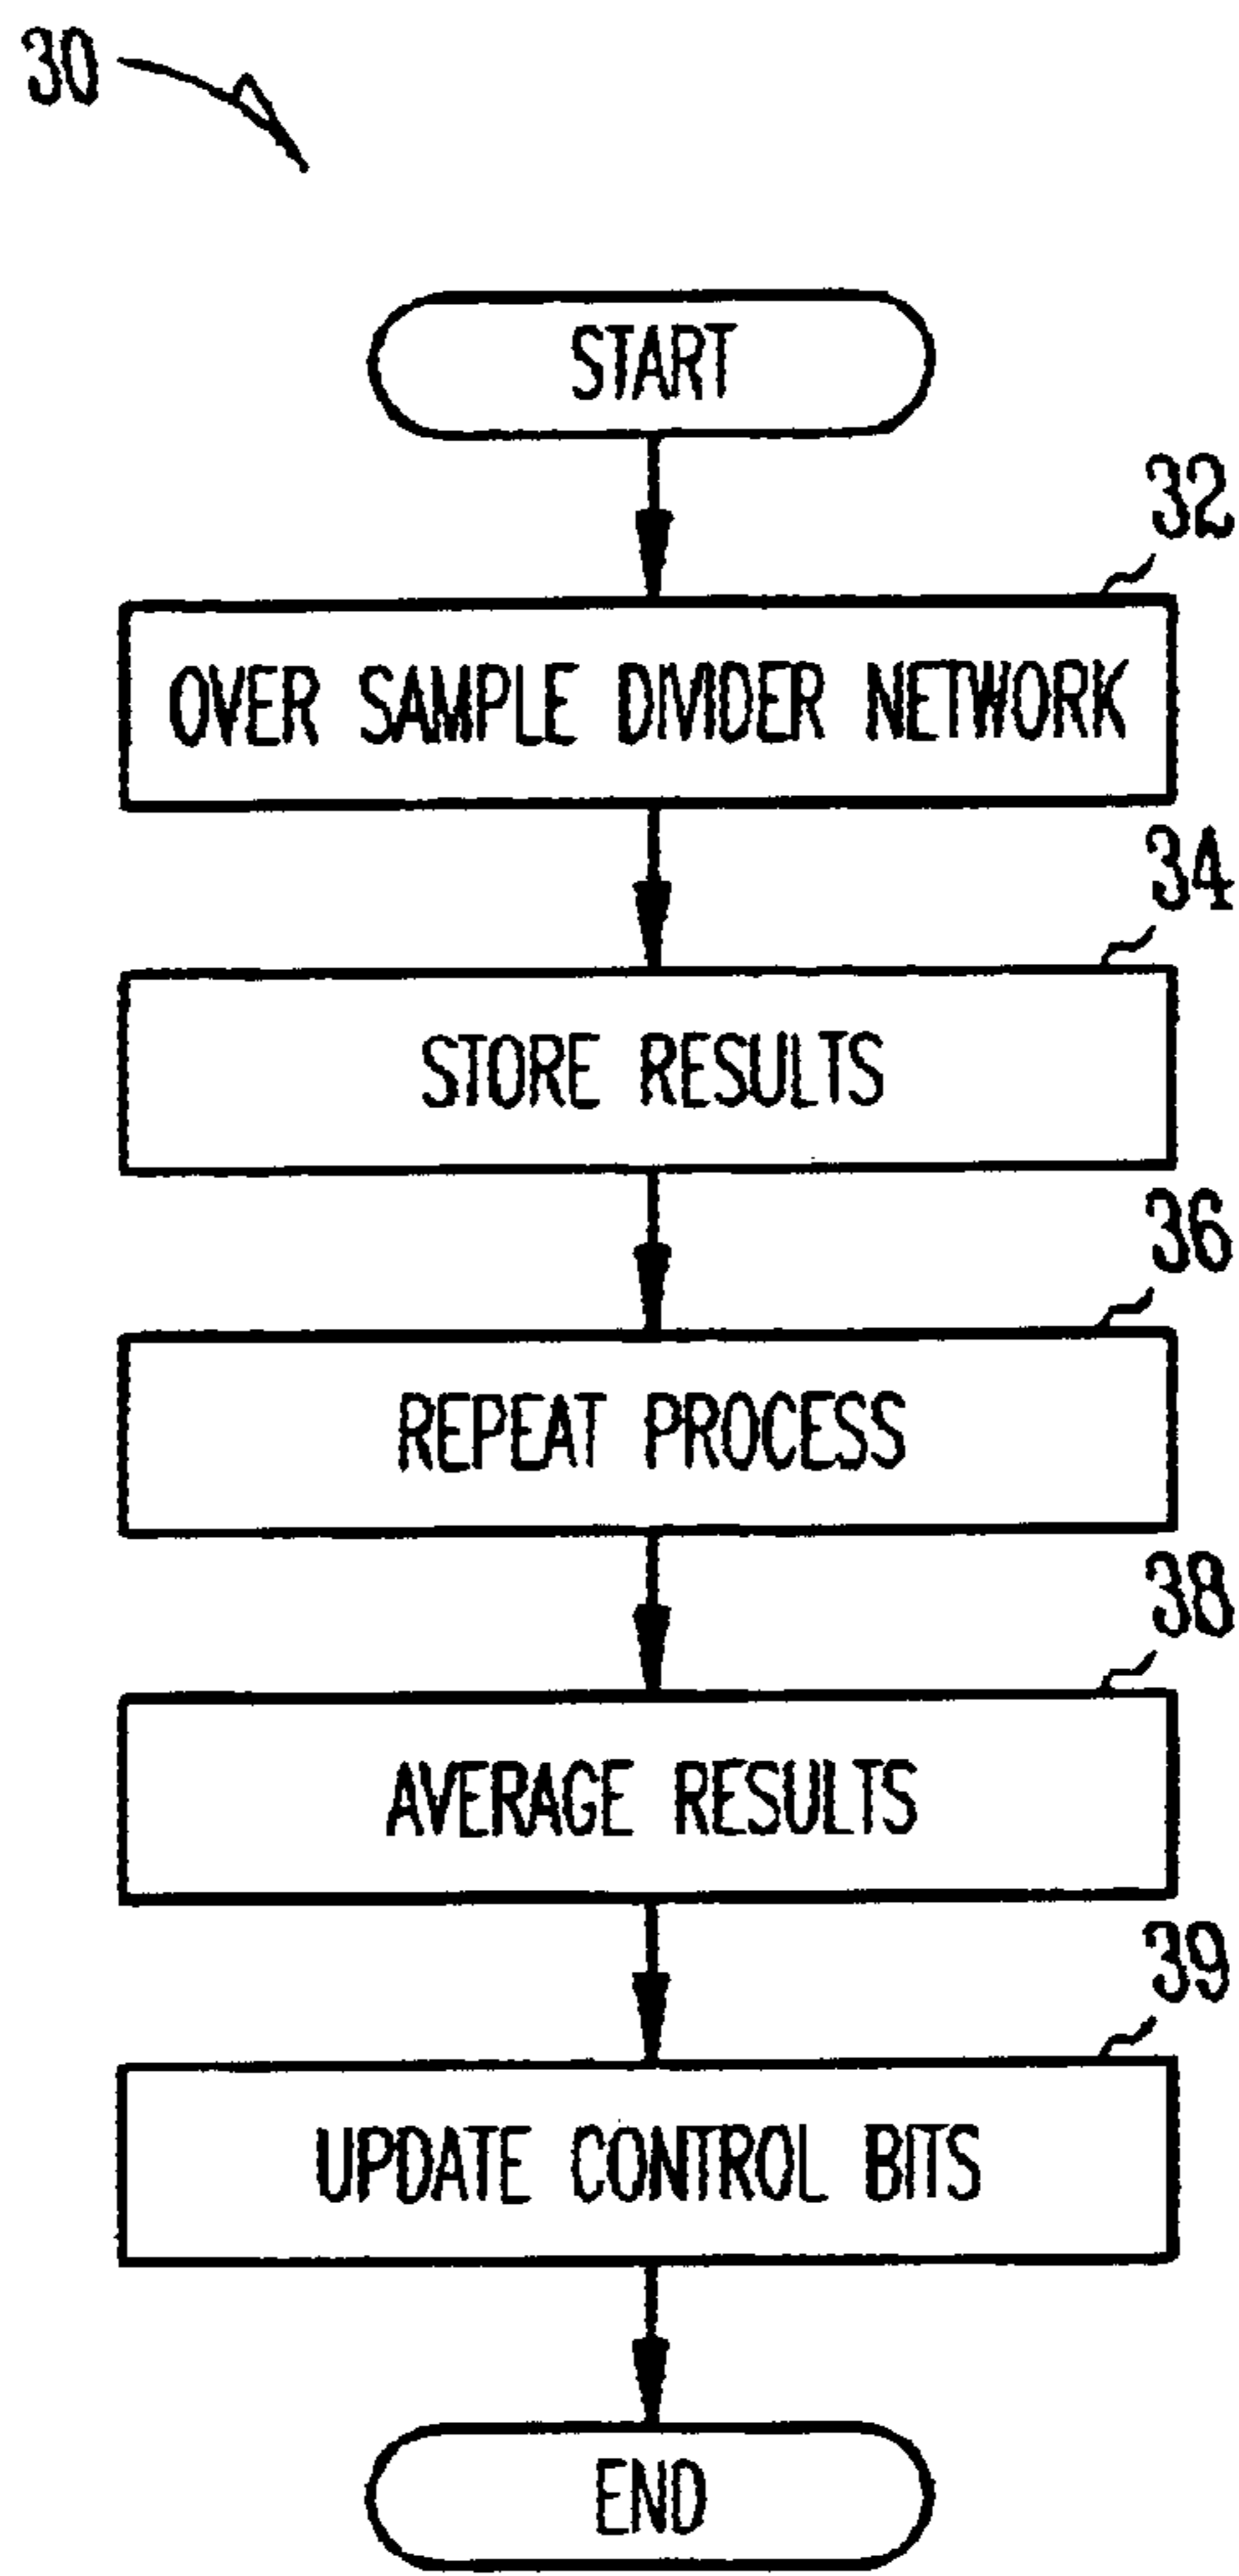 30
START
32
OVER SAMPLE DIVIDER NETWORK
34
STORE RESULTS
36
REPEAT PROCESS
38
AVERAGE RESULTS
39
UPDATE CONTROL BITS
END